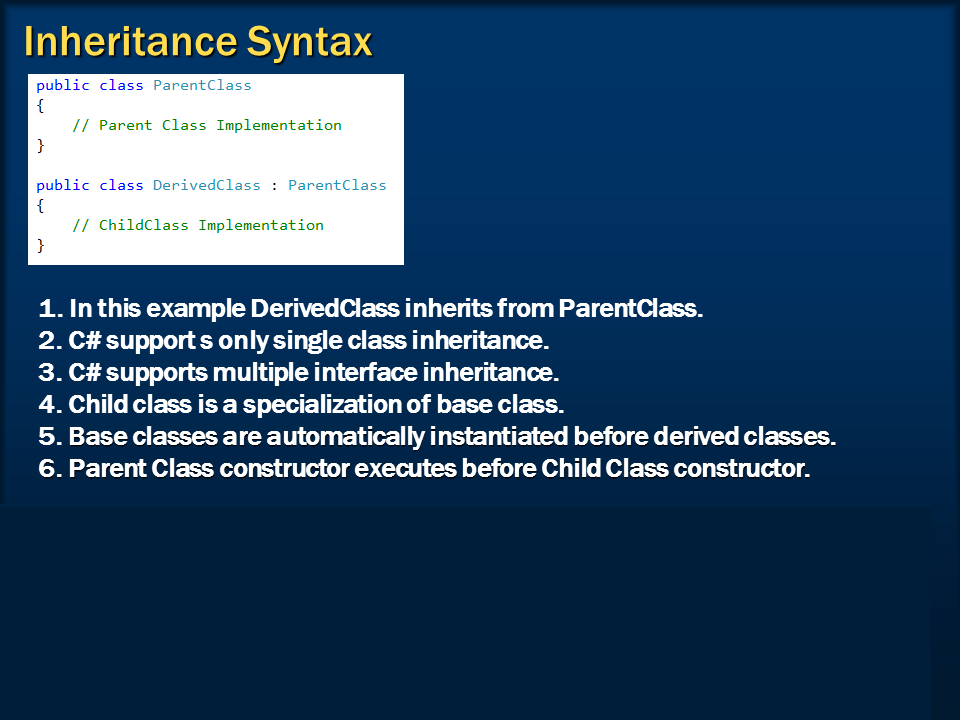 Inheritance Syntax
public class ParentClass
{
    // Parent Class Implementation
}
public class DerivedClass : ParentClass
{
    // ChildClass Implementation
}
1. In this example DerivedClass inherits from ParentClass.
2. C# support s only single class inheritance.
3. C# supports multiple interface inheritance.
4. Child class is a specialization of base class.
5. Base classes are automatically instantiated before derived classes.
6. Parent Class constructor executes before Child Class constructor.